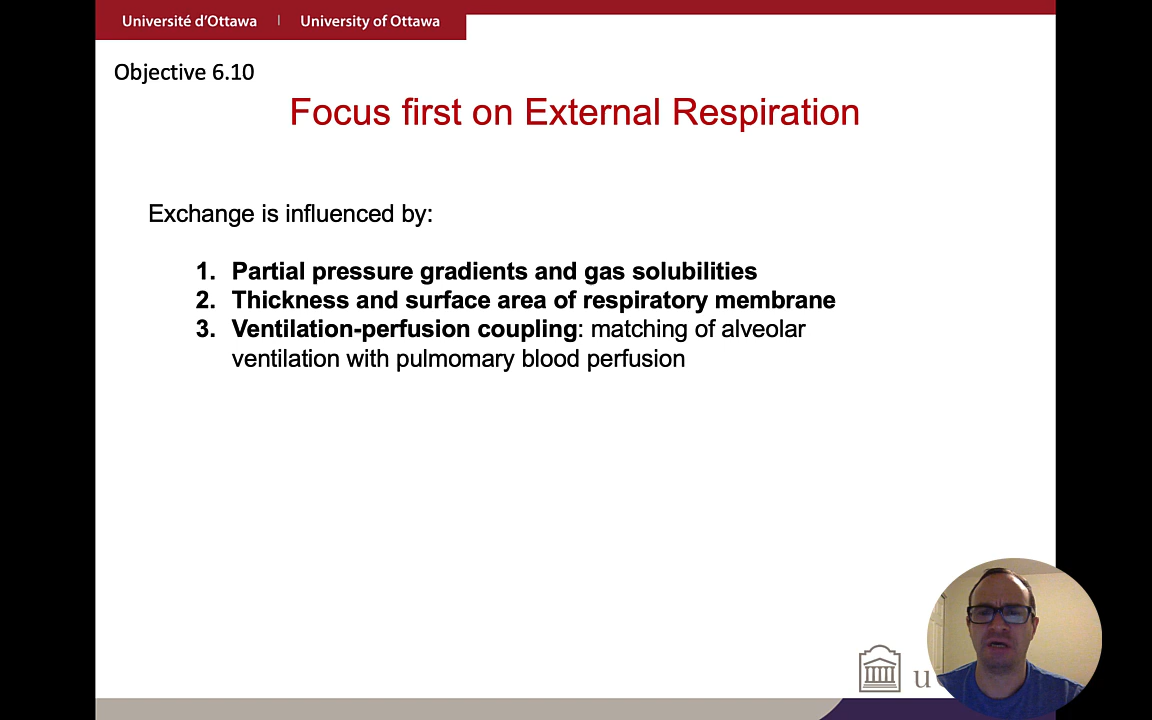 Université d'Ottawa | University of Ottawa
Objective 6.10
Focus first on External Respiration
Exchange is influenced by:
1. Partial pressure gradients and gas solubilities
2. Thickness and surface area of respiratory membrane
3. Ventilation-perfusion coupling: matching of alveolar
ventilation with pulmomary blood perfusion